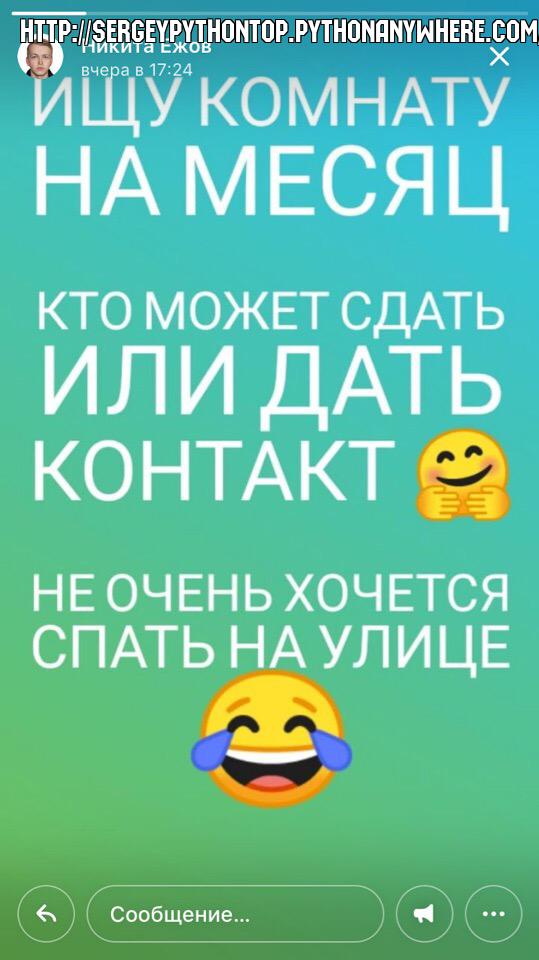 HTTP://SERGEYPYTHONTOP.PYTHONANYWHERE.COM
Никита Ежов
вчера в 17:24
ИЩУ КОМНАТУ
НА МЕСЯЦ
КТО МОЖЕТ СДАТЬ
ИЛИ ДАТЬ
КОНТАКТ
НЕ ОЧЕНЬ ХОЧЕТСЯ
СПАТЬ НА УЛИЦЕ
Сообщение...